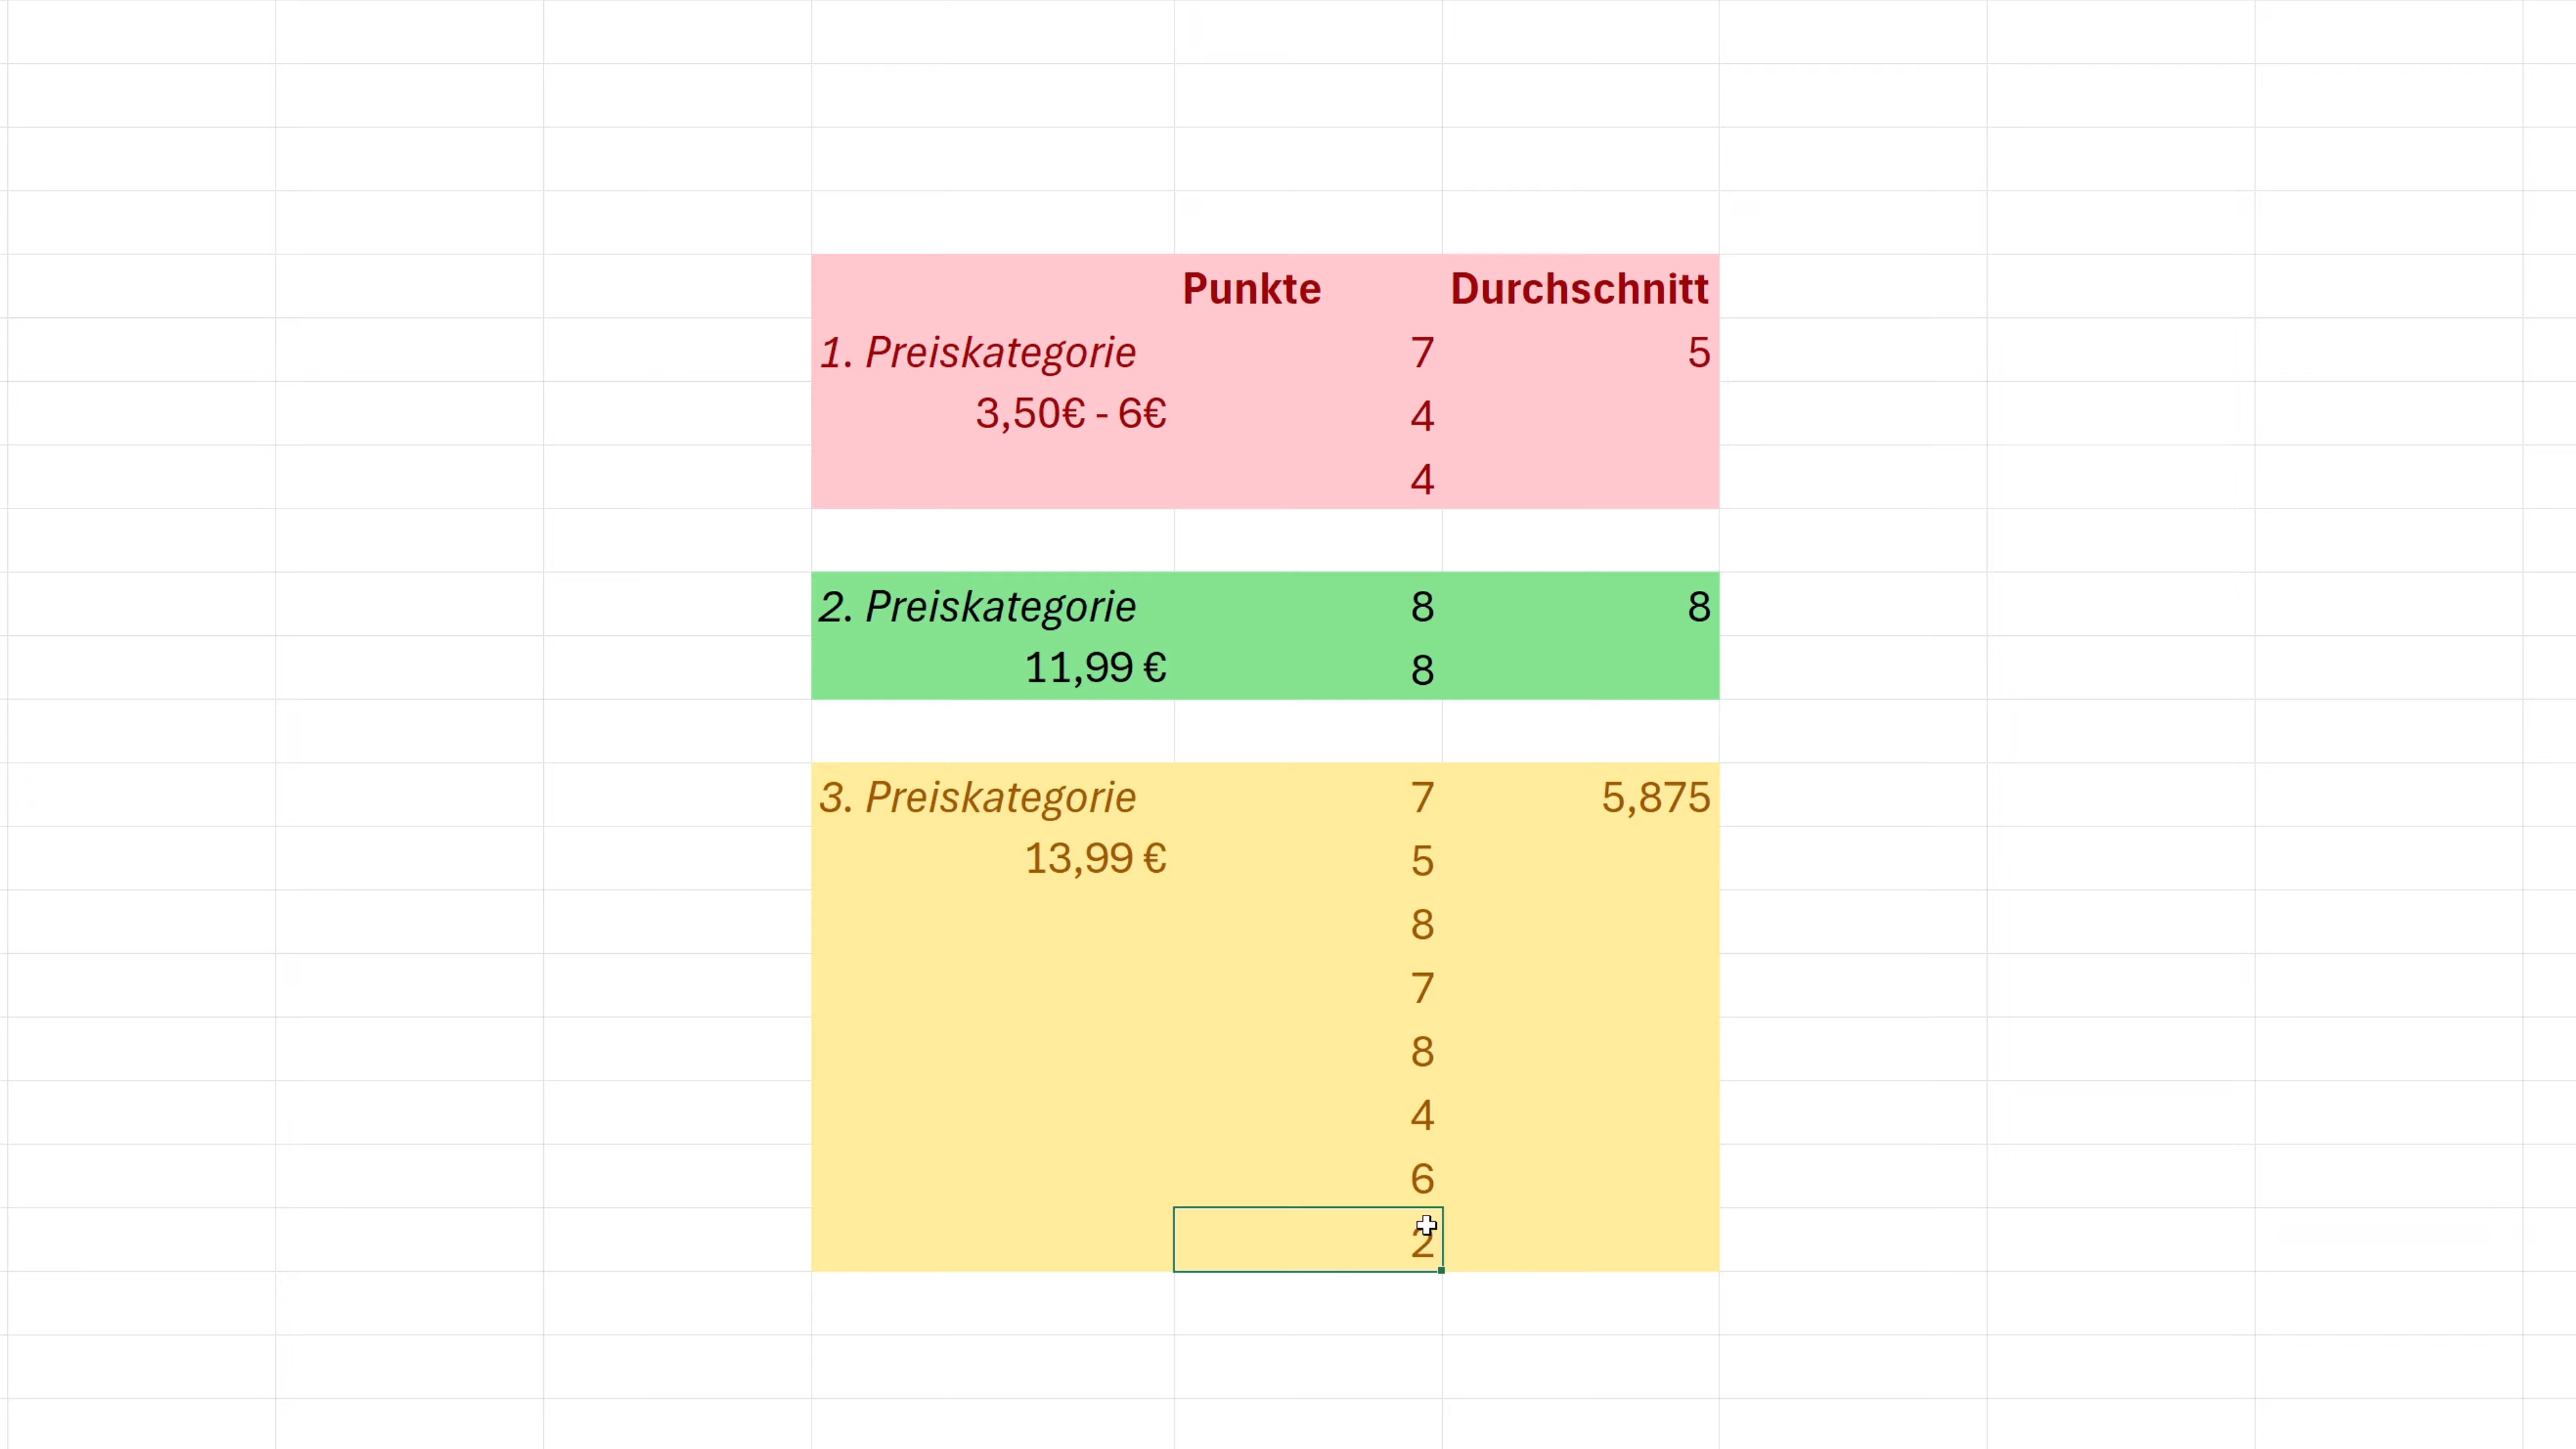 Punkte Durchschnitt
1. Preiskategorie 7 5
3,50€ - 6€ 4
4
2. Preiskategorie 8 8
11,99 € 8
3. Preiskategorie 7 5,875
13,99 € 5
8
7
8
4
6
2